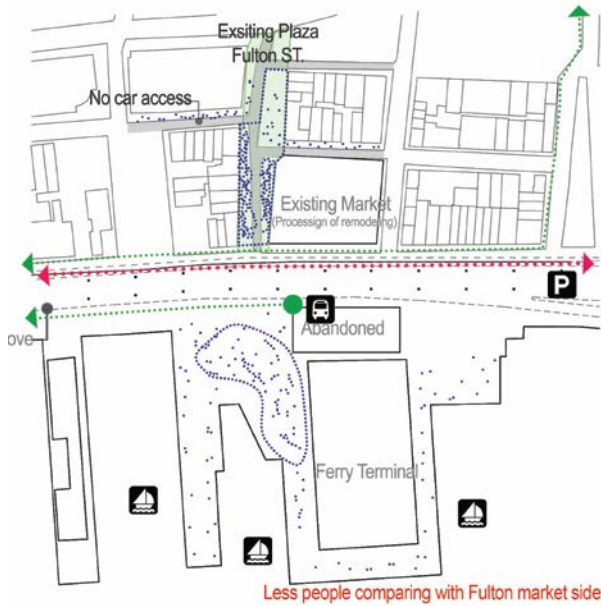 Exsiting Plaza
Fulton ST.
No car access
Existing Market
(Processign of remodeling)
P
Abandoned
ove
Ferry Terminal
Less people comparing with Fulton market side